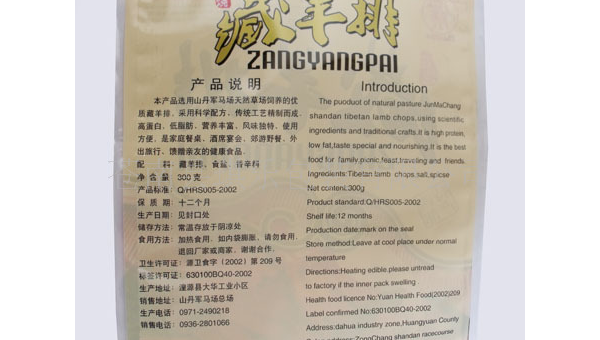 藏羊排
ZANGYANGPAI
产品说明
本产品选用山丹军马场天然草场饲养的优
质藏羊排，采用科学配方，传统工艺精制而成，
高蛋白，低脂肪、营养丰富、风味独特、使用
方便，是家庭餐桌、酒席宴会、郊游野餐、外
出旅行、馈赠亲友的健康食品。
配 料: 藏羊排、食盐、香辛料
净 含 量: 300克
产品标准: Q/HRS005-2002
保 质 期: 十二个月
生产日期: 见封口处
储存方法: 常温存放于阴凉处
食用方法: 加热食用，如内袋膨胀，请勿食用，
退回厂家或商家，谢谢合作。
卫生许可证: 源卫食字（2002）第 209 号
标签许可证: 630100BQ40-2002
生产地址: 湟源县大华工业小区
销售地址: 山丹军马场总场
生产电话: 0971-2490218
销售电话: 0936-2801066
Introduction
The puoduct of natural pasture JunMaChang
shandan tibetan lamb chops,using scientific
ingredients and traditional crafts.It is high protein,
low fat,taste special and nourishing.It is the best
food for family,picnic,feast,traveling and friends.
Ingredients:Tibetan lamb chops,salt,spicse
Net content:300g
Product standard:Q/HRS005-2002
Shelf life:12 months
Production date:mark on the seal
Store method:Leave at cool place under normal
temperature
Directions:Heating edible,please untread
to factory if the inner pack swelling
Health food licence No:Yuan Health Food(2002)209
Label confirmed No:630100BQ40-2002
Address:dahua industry zone,Huangyuan County
Sales address:ZongChang shandan racecourse